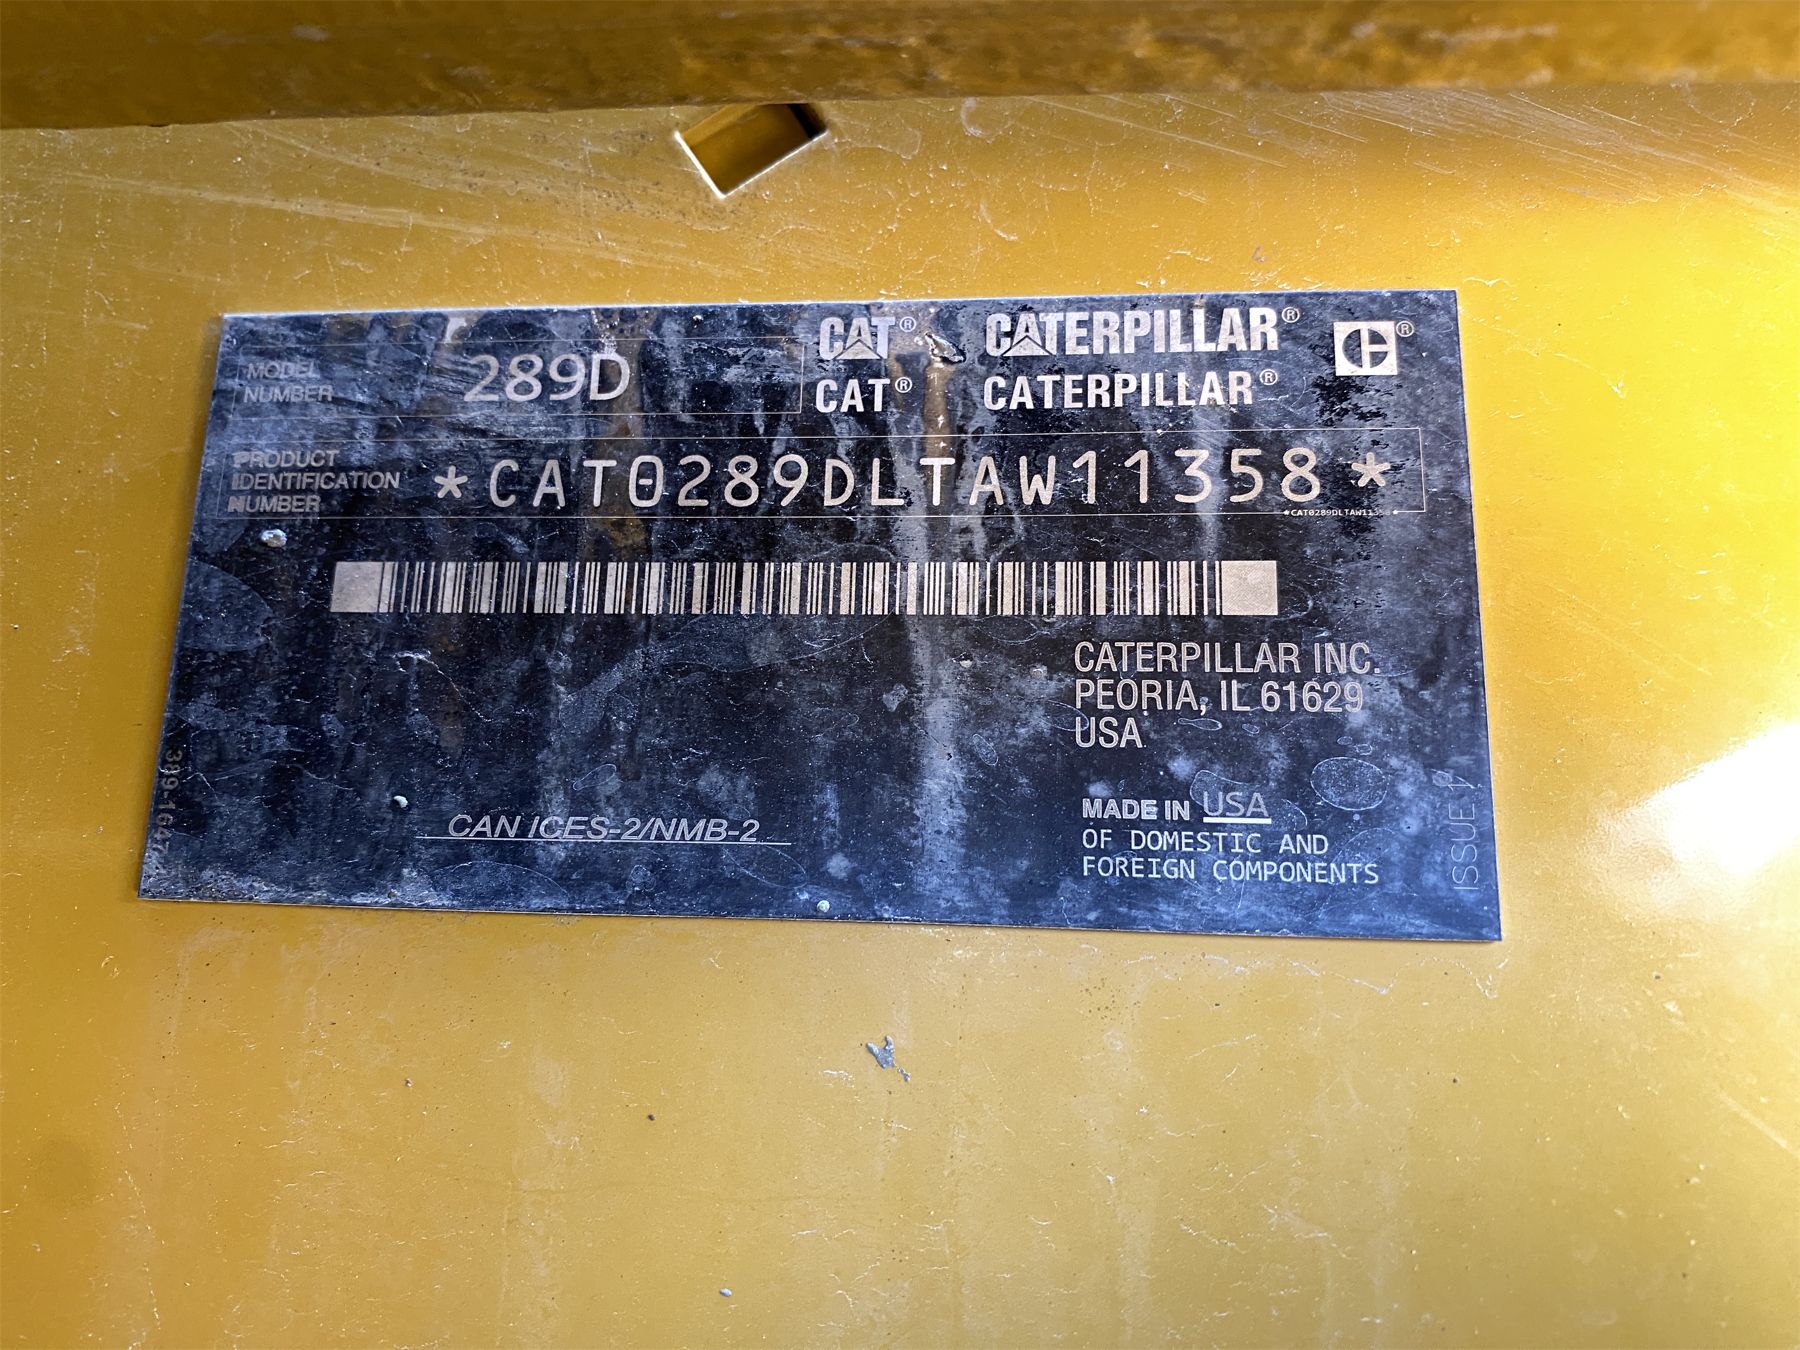 MODEL
NUMBER
289D
CAT® CATERPILLAR® ®
CAT® CATERPILLAR®
PRODUCT
IDENTIFICATION
NUMBER
*CAT0289DLTAW11358*
*CAT0289DLTAW11358*
CATERPILLAR INC.
PEORIA, IL 61629
USA
MADE IN USA
OF DOMESTIC AND
FOREIGN COMPONENTS
CAN ICES-2/NMB-2
ISSUE